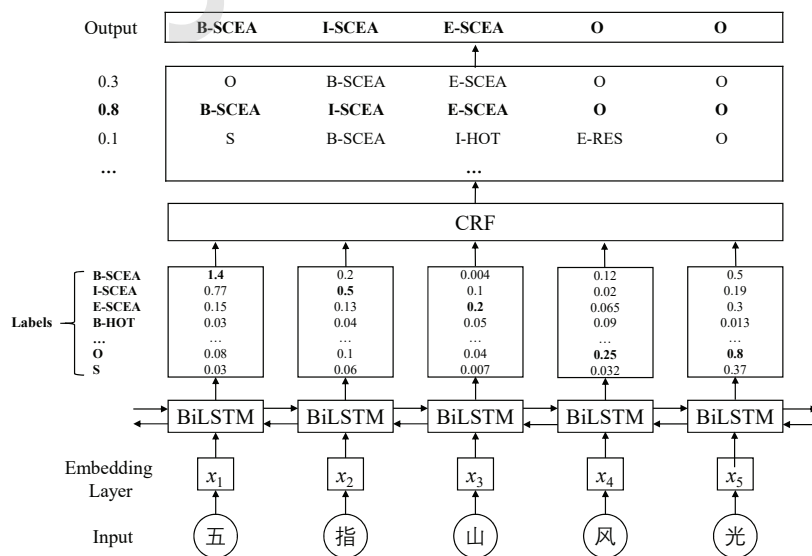 Output B-SCEA I-SCEA E-SCEA O O
0.3 O B-SCEA E-SCEA O O
0.8 B-SCEA I-SCEA E-SCEA O O
0.1 S B-SCEA I-HOT E-RES O
... ...
CRF
B-SCEA 1.4 0.2 0.004 0.12 0.5
I-SCEA 0.77 0.5 0.1 0.02 0.19
E-SCEA 0.15 0.13 0.2 0.065 0.3
Labels B-HOT 0.03 0.04 0.05 0.09 0.013
... ... ... ... ... ...
O 0.08 0.1 0.04 0.25 0.8
S 0.03 0.06 0.007 0.032 0.37
BiLSTM BiLSTM BiLSTM BiLSTM BiLSTM
Embedding
Layer
x1 x2 x3 x4 x5
Input 五 指 山 风 光